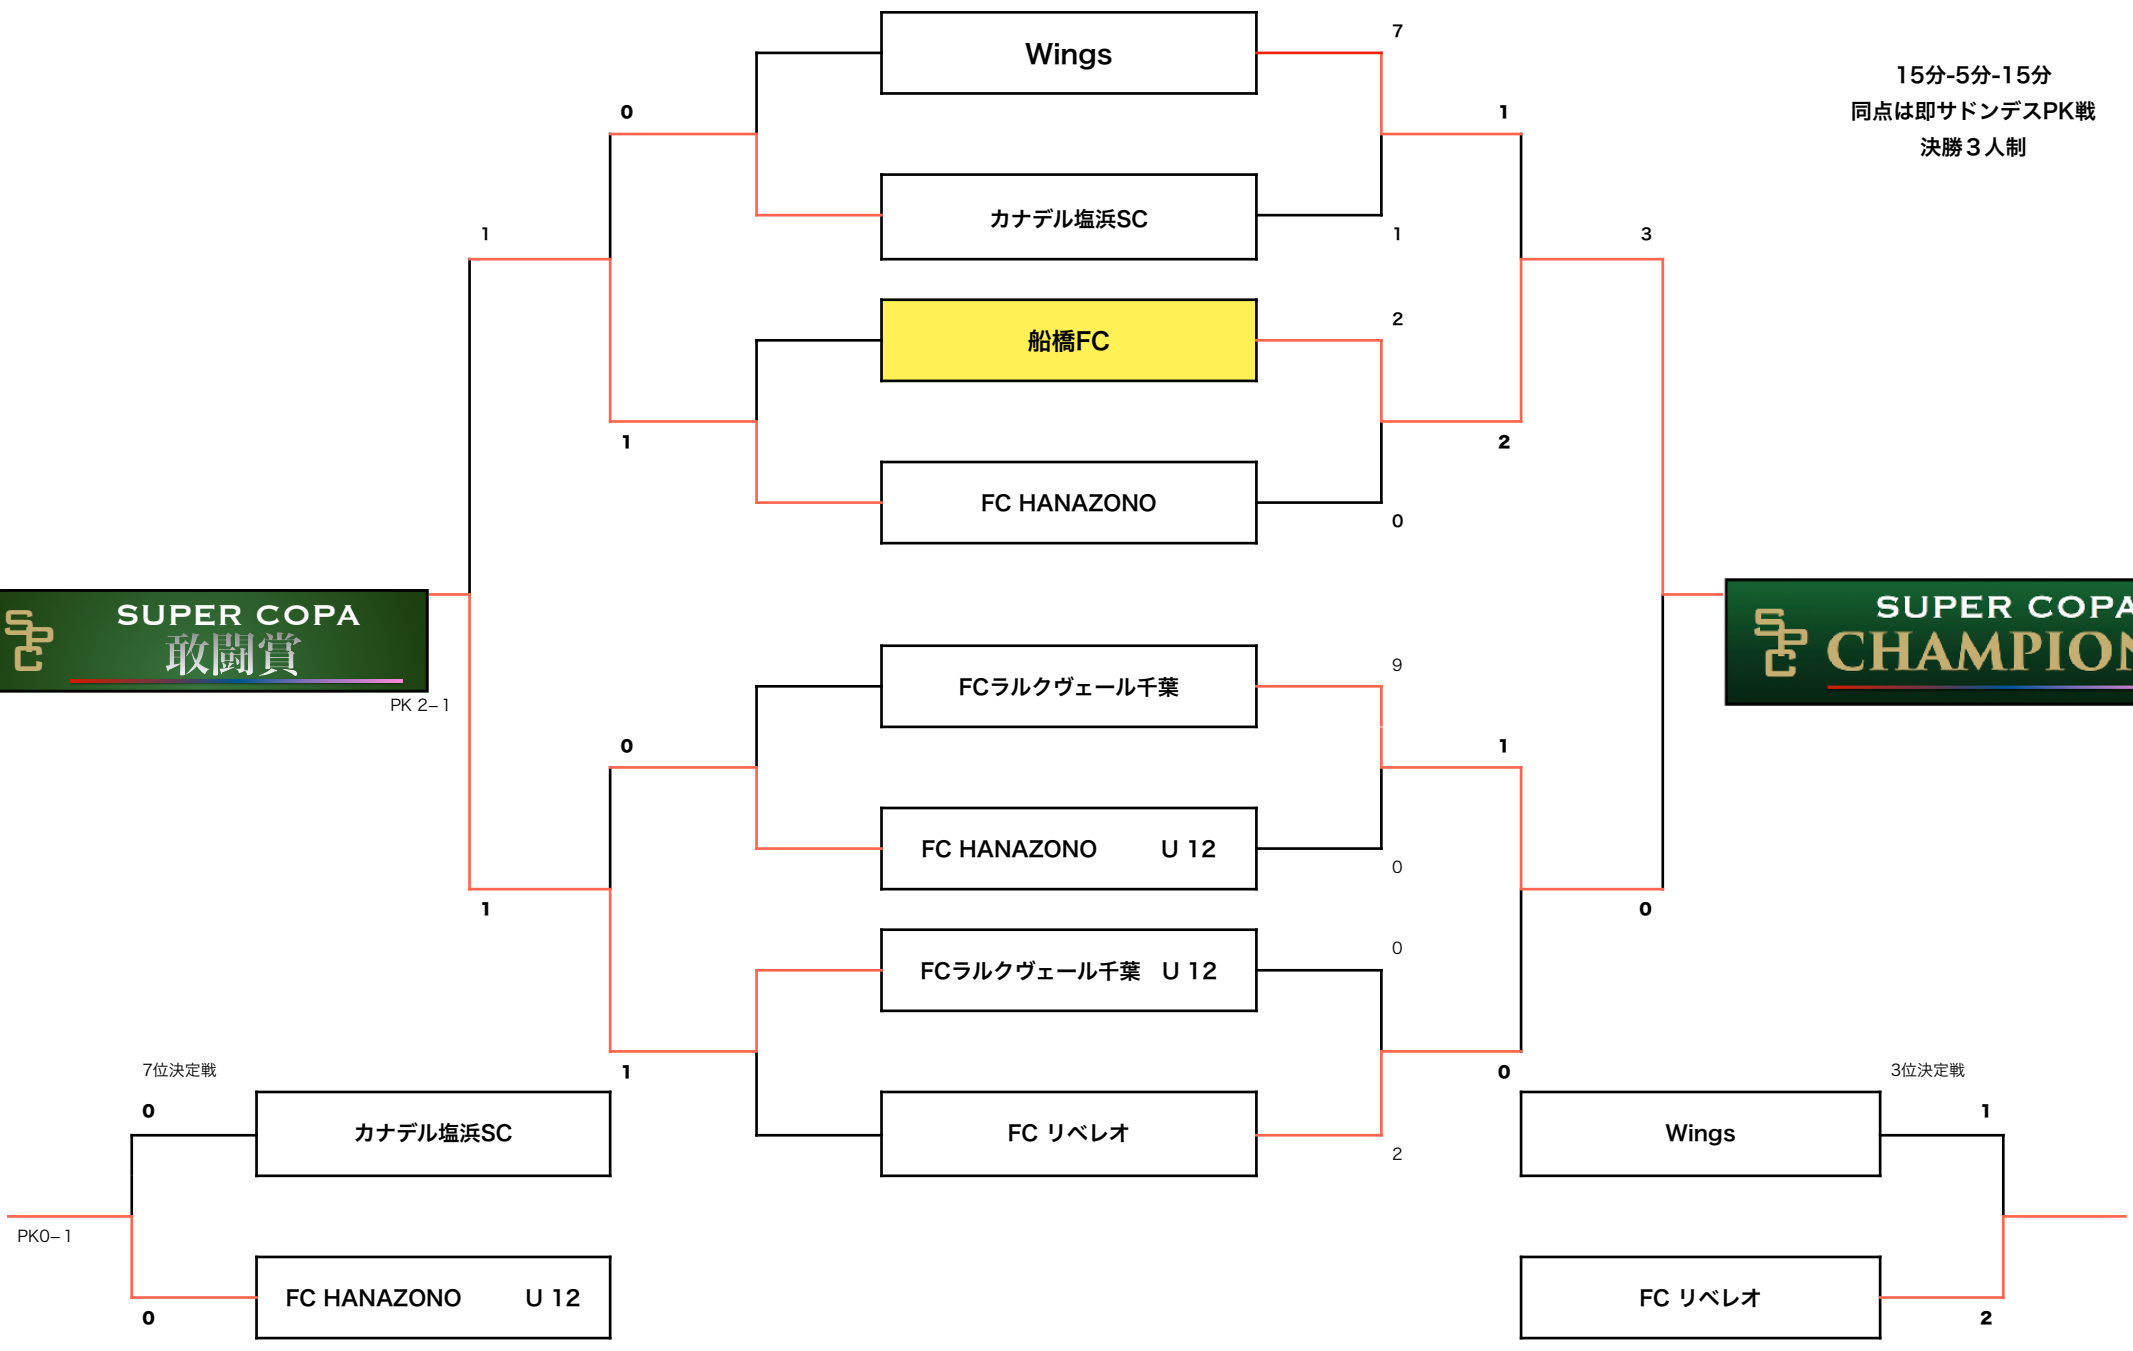 Wings
7
15分-5分-15分
同点は即サドンデスPK戦
決勝３人制
0
1
カナデル塩浜SC
1
1
3
船橋FC
2
1
2
FC HANAZONO
0
SPC
SUPER COPA
敢闘賞
PK 2−1
SPC
SUPER COPA
CHAMPION
FCラルクヴェール千葉
9
0
1
FC HANAZONO U 12
0
1
0
FCラルクヴェール千葉 U 12
0
1
0
FC リベレオ
2
7位決定戦
0
カナデル塩浜SC
PK0−1
FC HANAZONO U 12
0
3位決定戦
Wings
1
FC リベレオ
2